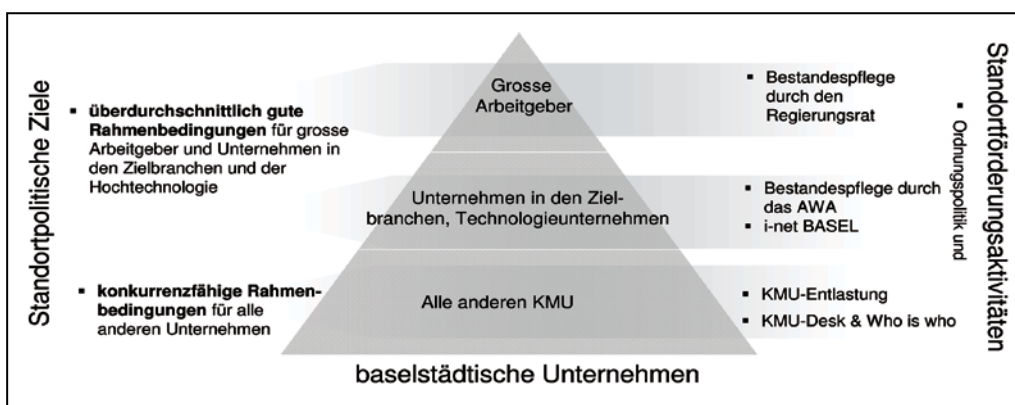 Standortpolitische Ziele
▪ überdurchschnittlich gute
Rahmenbedingungen für grosse
Arbeitgeber und Unternehmen in
den Zielbranchen und der
Hochtechnologie
▪ konkurrenzfähige Rahmen-
bedingungen für alle
anderen Unternehmen
Grosse
Arbeitgeber
Unternehmen in den Ziel-
branchen, Technologieunternehmen
Alle anderen KMU
baselstädtische Unternehmen
▪ Bestandespflege
durch den
Regierungsrat
▪ Bestandespflege durch
das AWA
▪ i-net BASEL
▪ KMU-Entlastung
▪ KMU-Desk & Who is who
▪ Ordnungspolitik und
Standortförderungsaktivitäten